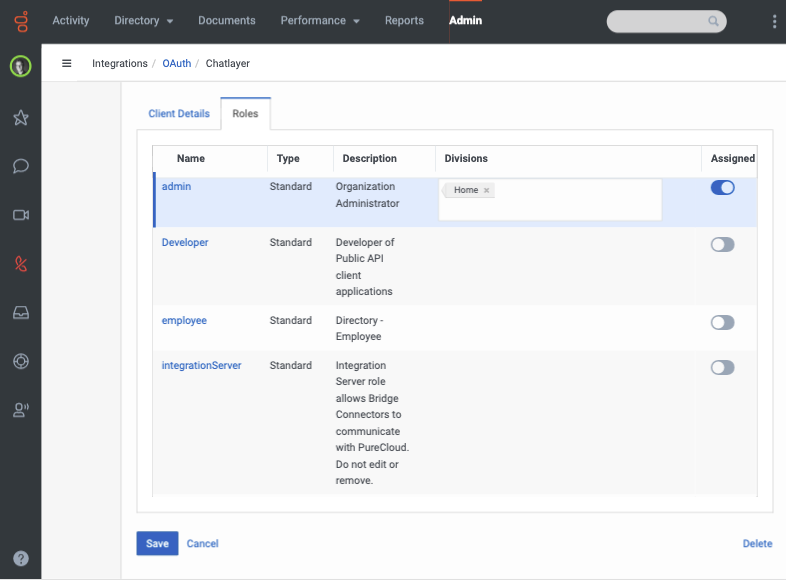 Activity Directory Documents Performance Reports Admin
Integrations / OAuth / Chatlayer
Client Details Roles
Name Type Description Divisions Assigned
admin Standard Organization Home ×
Administrator
Developer Standard Developer of
Public API
client
applications
employee Standard Directory -
Employee
integrationServer Standard Integration
Server role
allows Bridge
Connectors to
communicate
with PureCloud.
Do not edit or
remove.
Save Cancel Delete